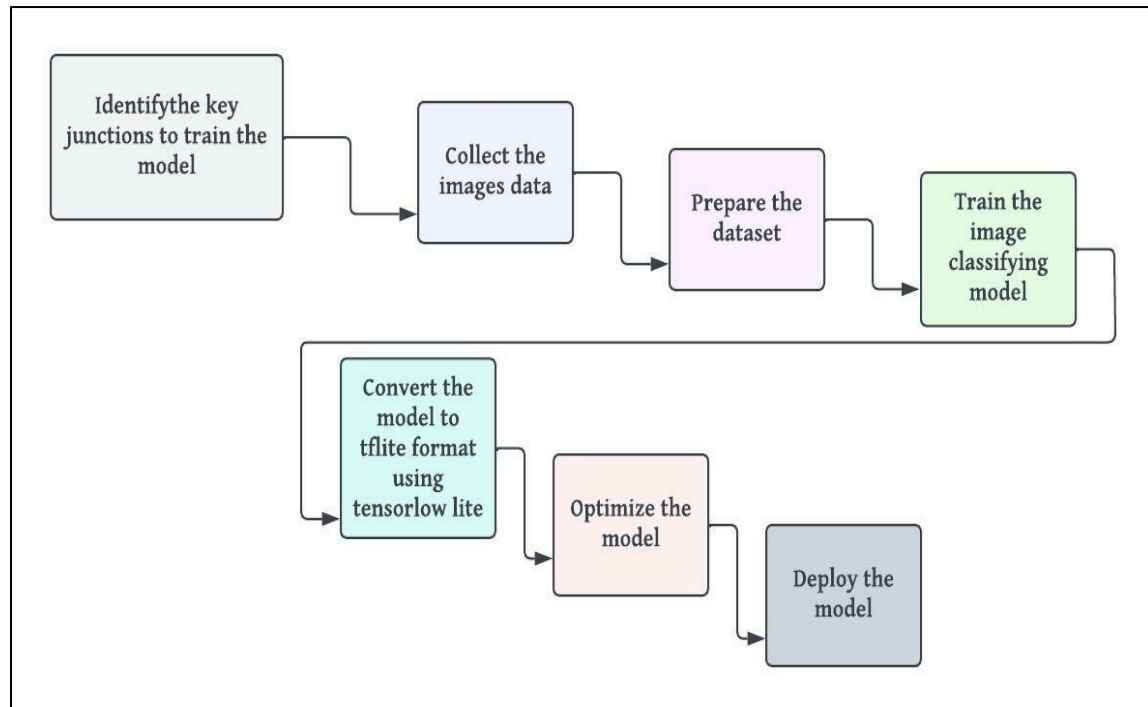 Identifythe key
junctions to train the
model
Collect the
images data
Prepare the
dataset
Train the
image
classifying
model
Convert the
model to
tflite format
using
tensorlow lite
Optimize the
model
Deploy the
model